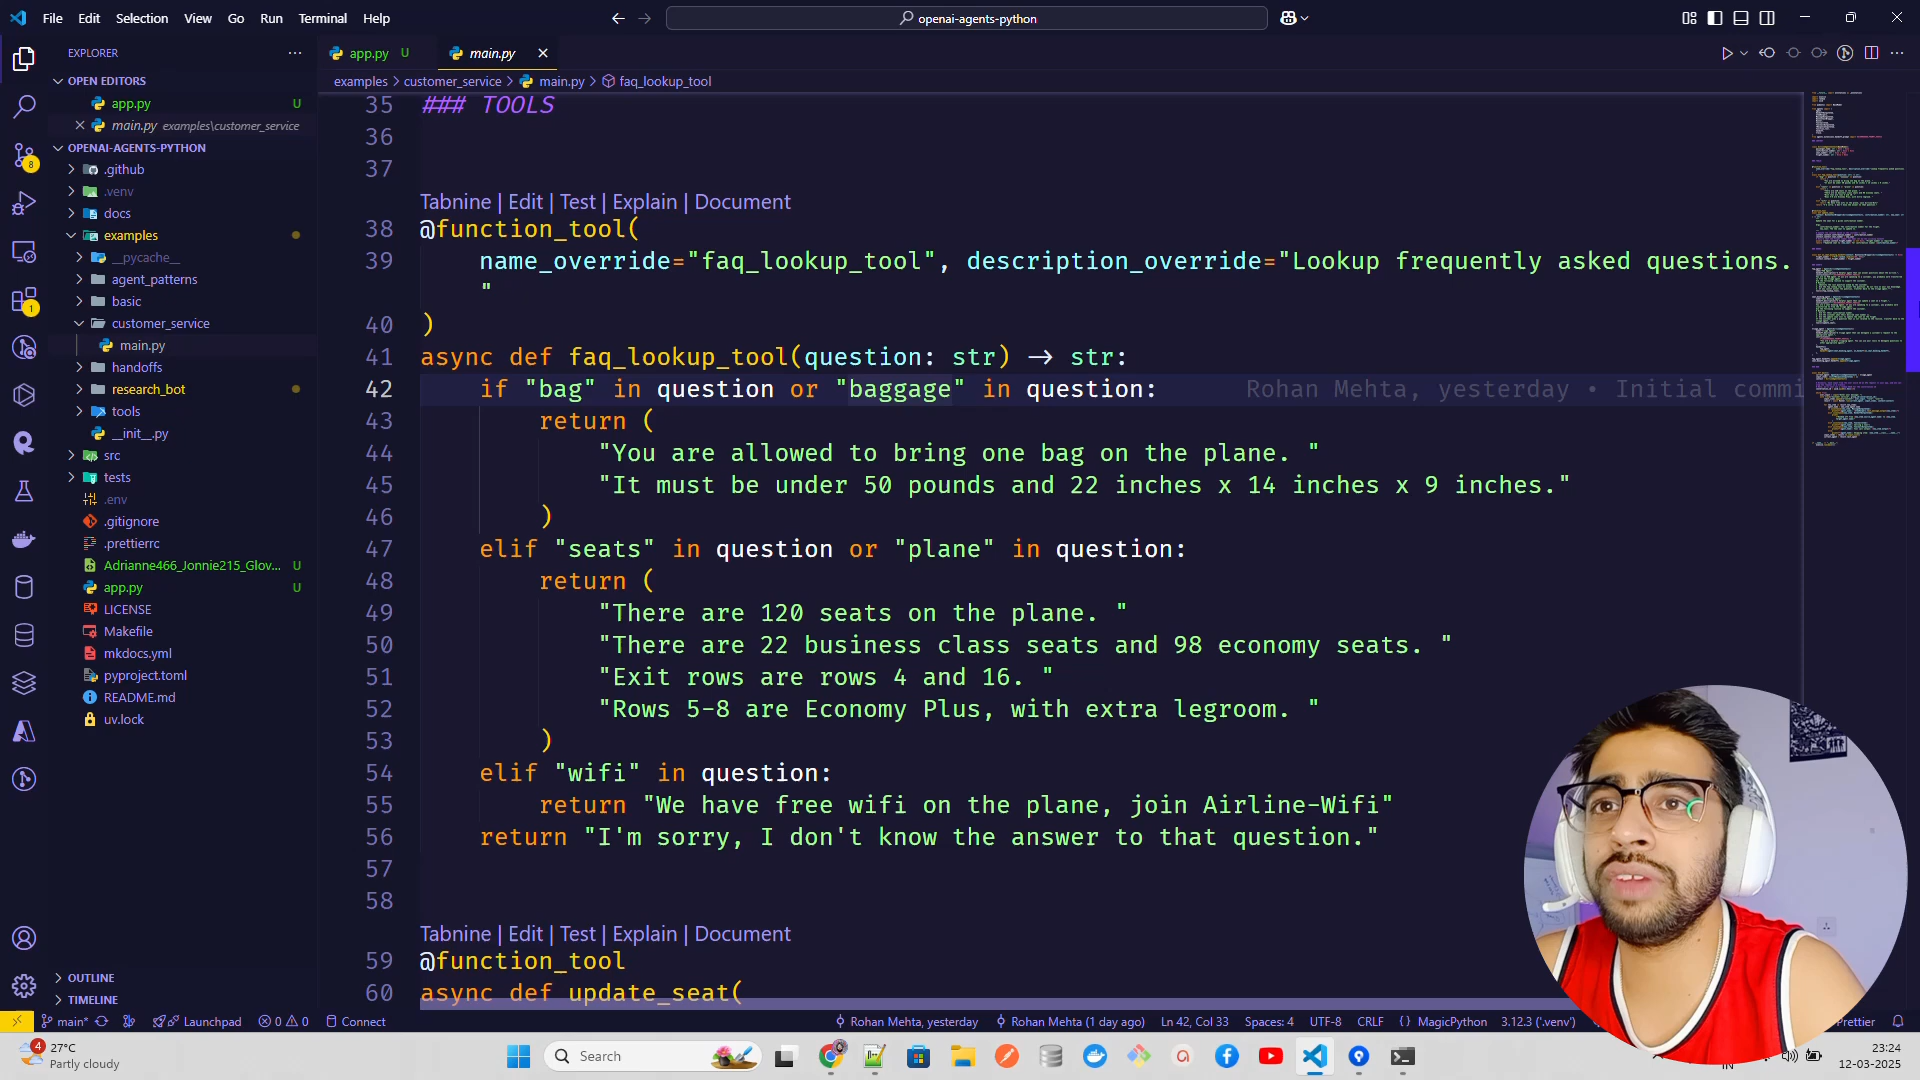 File Edit Selection View Go Run Terminal Help
openai-agents-python
EXPLORER
OPEN EDITORS
app.py U
main.py examples\customer_service
OPENAI-AGENTS-PYTHON
.github
.venv
docs
examples
__pycache__
agent_patterns
basic
customer_service
main.py
handoffs
research_bot
tools
__init__.py
src
tests
.env
.gitignore
.prettierrc
Adrianne466_Jonnie215_Glov... U
app.py U
LICENSE
Makefile
mkdocs.yml
pyproject.toml
README.md
uv.lock
OUTLINE
TIMELINE
8
1
app.py U main.py
examples > customer_service > main.py > faq_lookup_tool
35 ### TOOLS
36
37
Tabnine | Edit | Test | Explain | Document
38 @function_tool(
39 name_override="faq_lookup_tool", description_override="Lookup frequently asked questions.
"
40 )
41 async def faq_lookup_tool(question: str) -> str:
42 if "bag" in question or "baggage" in question: Rohan Mehta, yesterday • Initial commi
43 return (
44 "You are allowed to bring one bag on the plane. "
45 "It must be under 50 pounds and 22 inches x 14 inches x 9 inches."
46 )
47 elif "seats" in question or "plane" in question:
48 return (
49 "There are 120 seats on the plane. "
50 "There are 22 business class seats and 98 economy seats. "
51 "Exit rows are rows 4 and 16. "
52 "Rows 5-8 are Economy Plus, with extra legroom. "
53 )
54 elif "wifi" in question:
55 return "We have free wifi on the plane, join Airline-Wifi"
56 return "I'm sorry, I don't know the answer to that question."
57
58
Tabnine | Edit | Test | Explain | Document
59 @function_tool
60 async def update_seat(
main* Launchpad 0 0 Connect Rohan Mehta, yesterday Rohan Mehta (1 day ago) Ln 42, Col 33 Spaces: 4 UTF-8 CRLF { } MagicPython 3.12.3 ('.venv') Prettier
4
27°C
Partly cloudy
Search
IN
23:24
12-03-2025